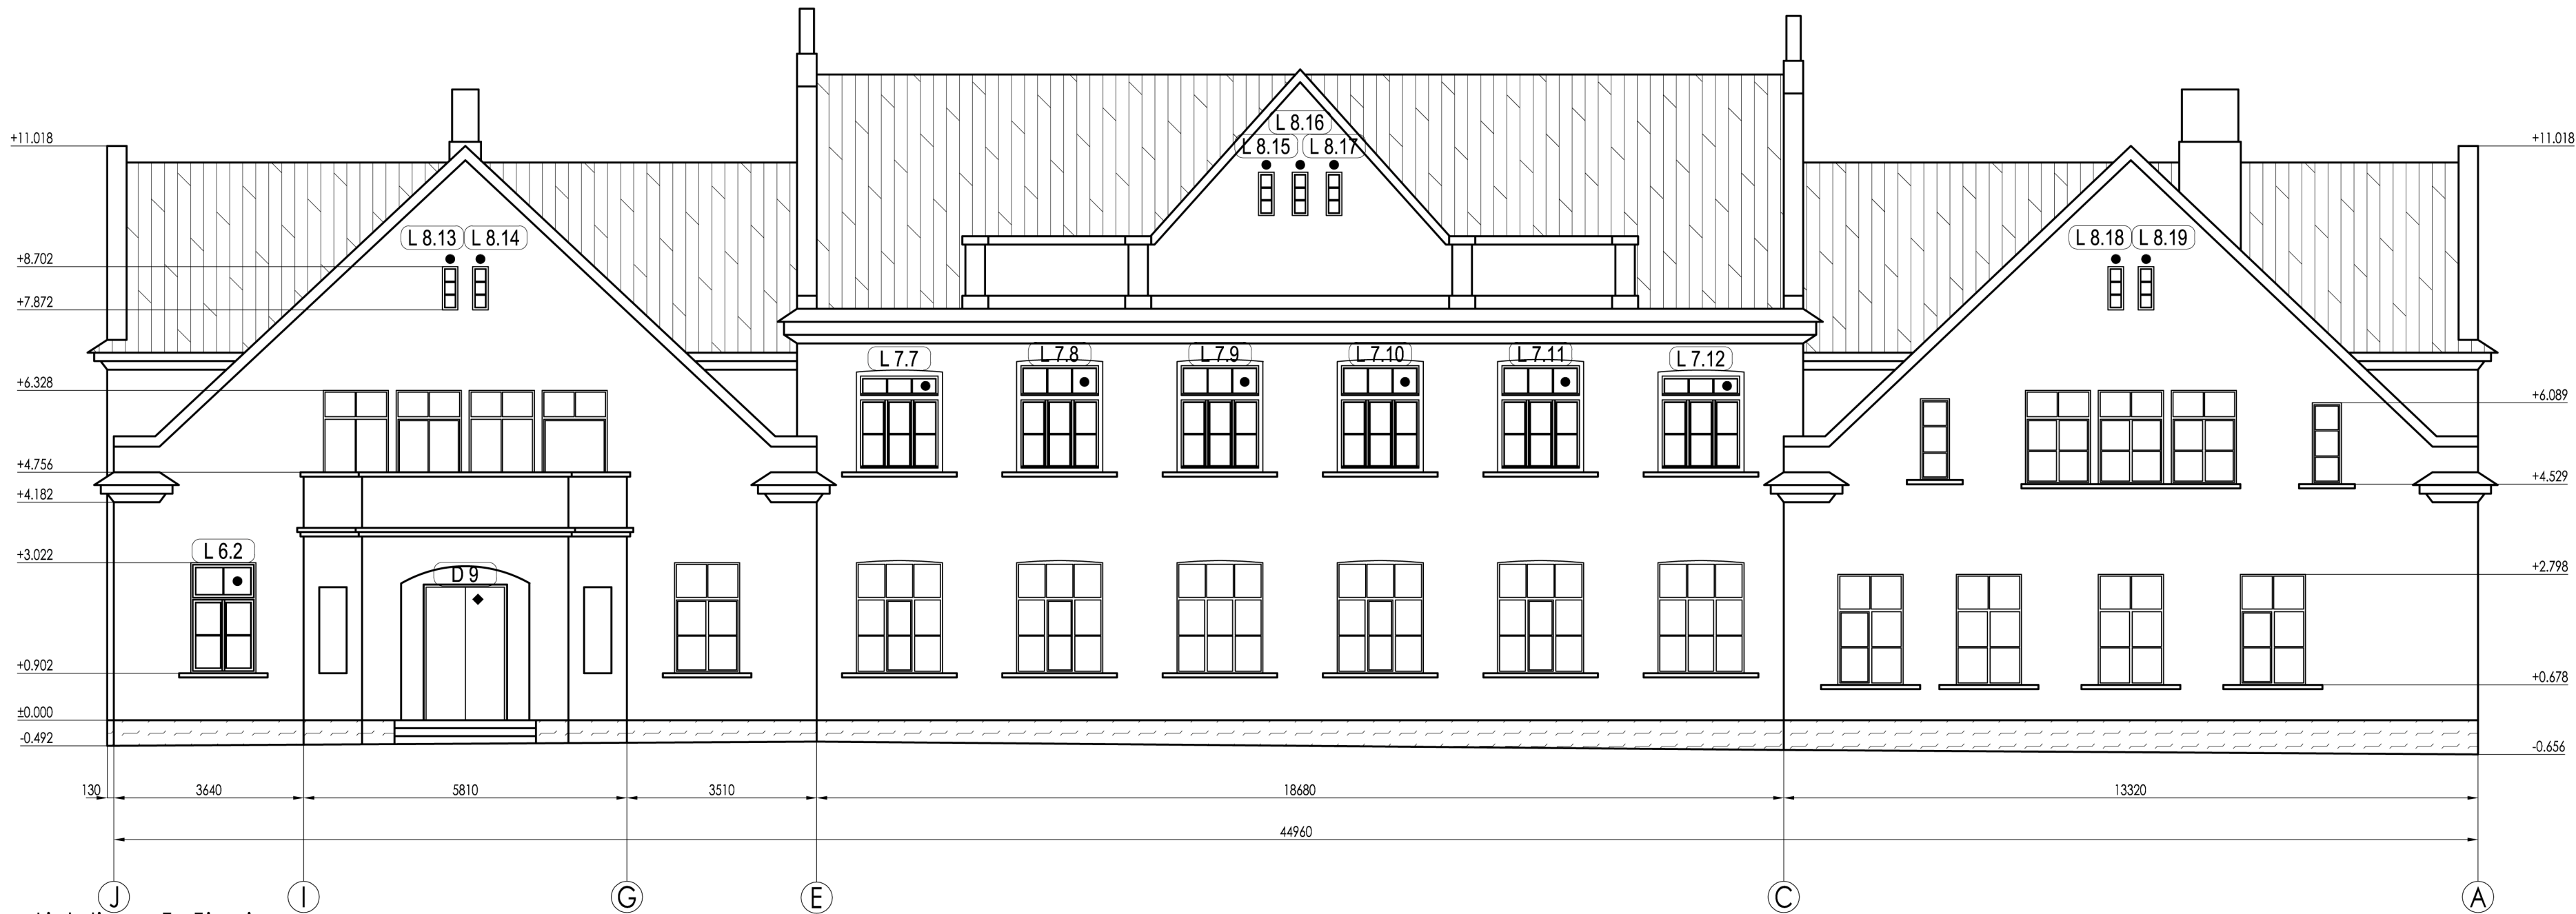 +11.018
+11.018
L 8.16
L 8.15 L 8.17
L 8.13 L 8.14
L 8.18 L 8.19
+8.702
+7.872
L 7.7 L 7.8 L 7.9 L 7.10 L 7.11 L 7.12
+6.328
+6.089
+4.756
+4.529
+4.182
L 6.2
+3.022
D 9
+2.798
+0.902
+0.678
±0.000
-0.492
-0.656
130 3640 5810 3510 18680 13320
44960
J I G E C A